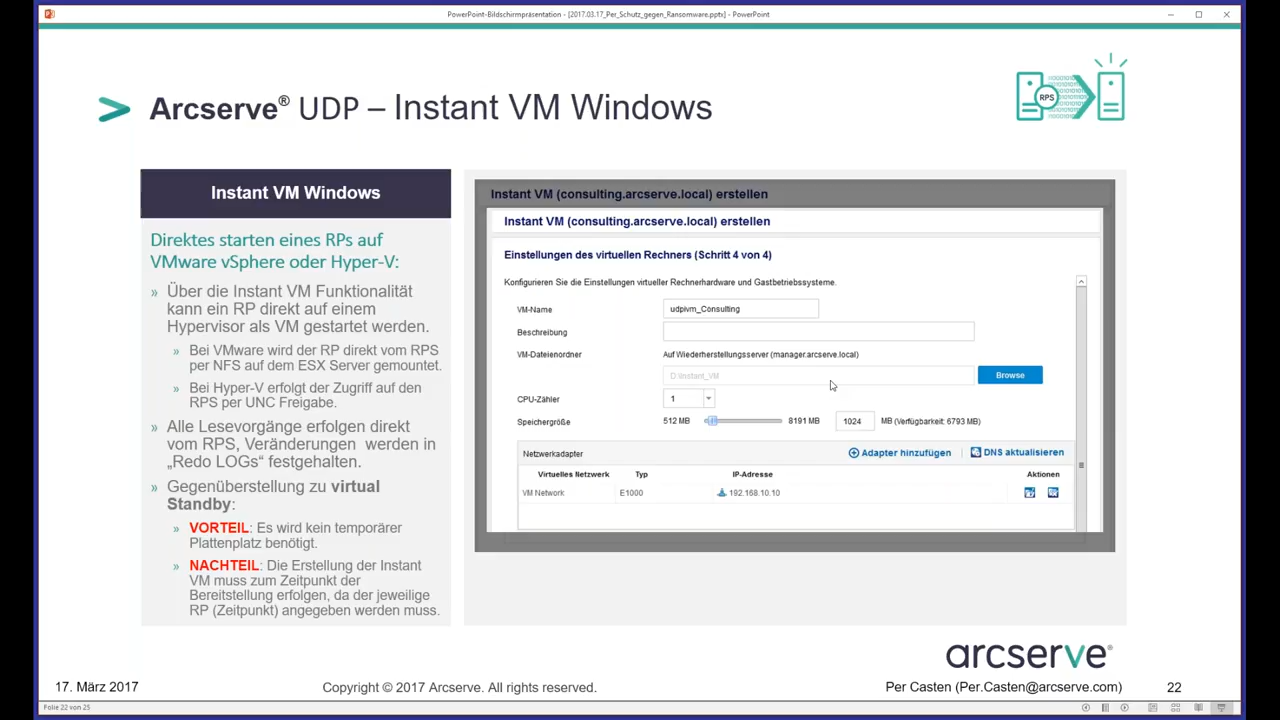 PowerPoint-Bildschirmpräsentation - [2017.03.17_Per_Schutz_gegen_Ransomware.pptx] - PowerPoint
Arcserve® UDP – Instant VM Windows
RPS
Instant VM Windows
Direktes starten eines RPs auf
VMware vSphere oder Hyper-V:
» Über die Instant VM Funktionalität
kann ein RP direkt auf einem
Hypervisor als VM gestartet werden.
» Bei VMware wird der RP direkt vom RPS
per NFS auf dem ESX Server gemountet.
» Bei Hyper-V erfolgt der Zugriff auf den
RPS per UNC Freigabe.
» Alle Lesevorgänge erfolgen direkt
vom RPS, Veränderungen werden in
„Redo LOGs“ festgehalten.
» Gegenüberstellung zu virtual
Standby:
» VORTEIL: Es wird kein temporärer
Plattenplatz benötigt.
» NACHTEIL: Die Erstellung der Instant
VM muss zum Zeitpunkt der
Bereitstellung erfolgen, da der jeweilige
RP (Zeitpunkt) angegeben werden muss.
Instant VM (consulting.arcserve.local) erstellen
Instant VM (consulting.arcserve.local) erstellen
Einstellungen des virtuellen Rechners (Schritt 4 von 4)
Konfigurieren Sie die Einstellungen virtueller Rechnerhardware und Gastbetriebssysteme.
VM-Name udpivm_Consulting
Beschreibung
VM-Dateienordner Auf Wiederherstellungsserver (manager.arcserve.local)
D:\Instant_VM Browse
CPU-Zähler 1
Speichergröße 512 MB 8191 MB 1024 MB (Verfügbarkeit: 6793 MB)
Netzwerkadapter Adapter hinzufügen | DNS aktualisieren
Virtuelles Netzwerk Typ IP-Adresse Aktionen
VM Network E1000 192.168.10.10
arcserve®
17. März 2017 Copyright © 2017 Arcserve. All rights reserved. Per Casten (Per.Casten@arcserve.com) 22
Folie 22 von 25